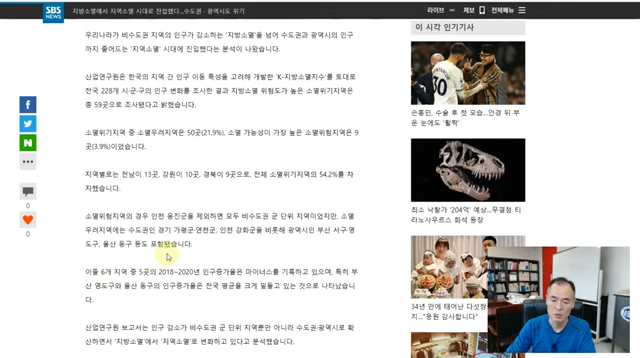 SBS
NEWS
지방소멸에서 지역소멸 시대로 진입했다…수도권·광역시도 위기
라이브
제보
전체메뉴
우리나라가 비수도권 지역의 인구가 감소하는 '지방소멸'을 넘어 수도권과 광역시의 인구
까지 줄어드는 '지역소멸' 시대에 진입했다는 분석이 나왔습니다.
산업연구원은 한국의 지역 간 인구 이동 특성을 고려해 개발한 'K-지방소멸지수'를 토대로
전국 228개 시·군·구의 인구 변화를 조사한 결과 지방소멸 위험도가 높은 소멸위기지역은
총 59곳으로 조사됐다고 밝혔습니다.
소멸위기지역 중 소멸우려지역은 50곳(21.9%), 소멸 가능성이 가장 높은 소멸위험지역은 9
곳(3.9%)이었습니다.
지역별로는 전남이 13곳, 강원이 10곳, 경북이 9곳으로, 전체 소멸위기지역의 54.2%를 차
지했습니다.
소멸위험지역의 경우 인천 옹진군을 제외하면 모두 비수도권 군 단위 지역이었지만, 소멸
우려지역에는 수도권인 경기 가평군·연천군, 인천 강화군을 비롯해 광역시인 부산 서구·영
도구, 울산 동구 등도 포함됐습니다.
이들 6개 지역 중 5곳의 2018~2020년 인구증가율은 마이너스를 기록하고 있으며, 특히 부
산 영도구와 울산 동구의 인구증가율은 전국 평균을 크게 밑돌고 있는 것으로 나타났습니
다.
산업연구원 보고서는 인구 감소가 비수도권 군 단위 지역뿐만 아니라 수도권·광역시로 확
산하면서 '지방소멸'에서 '지역소멸'로 변화하고 있다고 분석했습니다.
f
N
0
0
이 시각 인기기사
손흥민, 수술 후 첫 모습…안경 뒤 부
운 눈에도 '활짝'
최소 낙찰가 '204억' 예상…무결점 티
라노사우루스 화석 등장
34년 만에 태어난 다섯쌍
"응원 감사합니다"